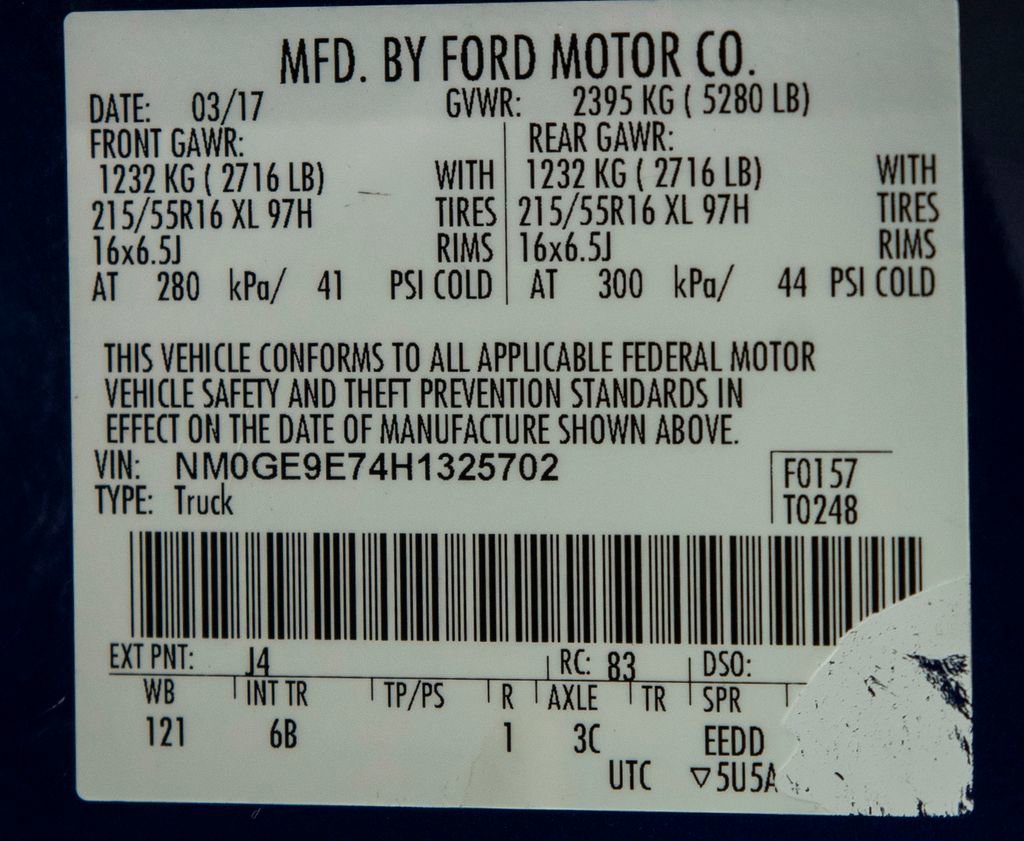 MFD. BY FORD MOTOR CO.
DATE: 03/17 GVWR: 2395 KG ( 5280 LB)
FRONT GAWR: REAR GAWR:
1232 KG ( 2716 LB) WITH 1232 KG ( 2716 LB) WITH
215/55R16 XL 97H TIRES 215/55R16 XL 97H TIRES
16x6.5J RIMS 16x6.5J RIMS
AT 280 kPa/ 41 PSI COLD AT 300 kPa/ 44 PSI COLD
THIS VEHICLE CONFORMS TO ALL APPLICABLE FEDERAL MOTOR
VEHICLE SAFETY AND THEFT PREVENTION STANDARDS IN
EFFECT ON THE DATE OF MANUFACTURE SHOWN ABOVE.
VIN: NM0GE9E74H1325702 F0157
TYPE: Truck T0248
EXT PNT: J4 RC: 83 DSO:
WB INT TR TP/PS R AXLE TR SPR
121 6B 1 3C EEDD
UTC ▽5U5A